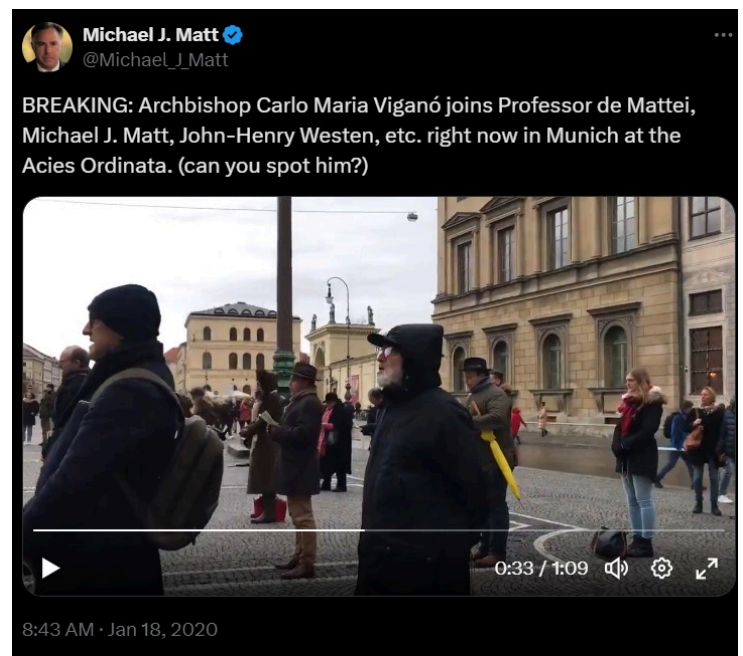 Michael J. Matt
@Michael_J_Matt
BREAKING: Archbishop Carlo Maria Viganó joins Professor de Mattei,
Michael J. Matt, John-Henry Westen, etc. right now in Munich at the
Acies Ordinata. (can you spot him?)
0:33 / 1:09
8:43 AM · Jan 18, 2020